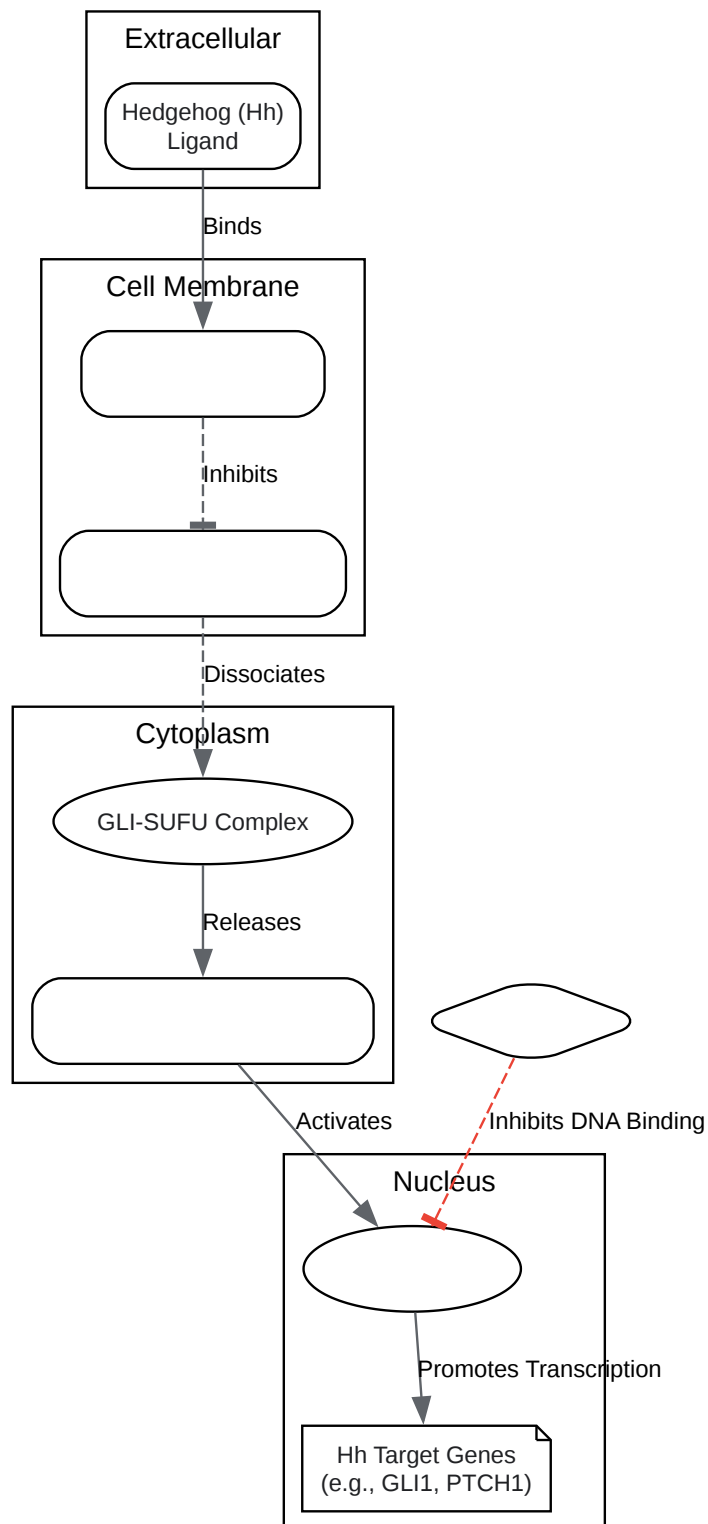 Extracellular
Hedgehog (Hh)
Ligand
Binds
Cell Membrane
Inhibits
Dissociates
Cytoplasm
GLI-SUFU Complex
Releases
Activates
Inhibits DNA Binding
Nucleus
Promotes Transcription
Hh Target Genes
(e.g., GLI1, PTCH1)